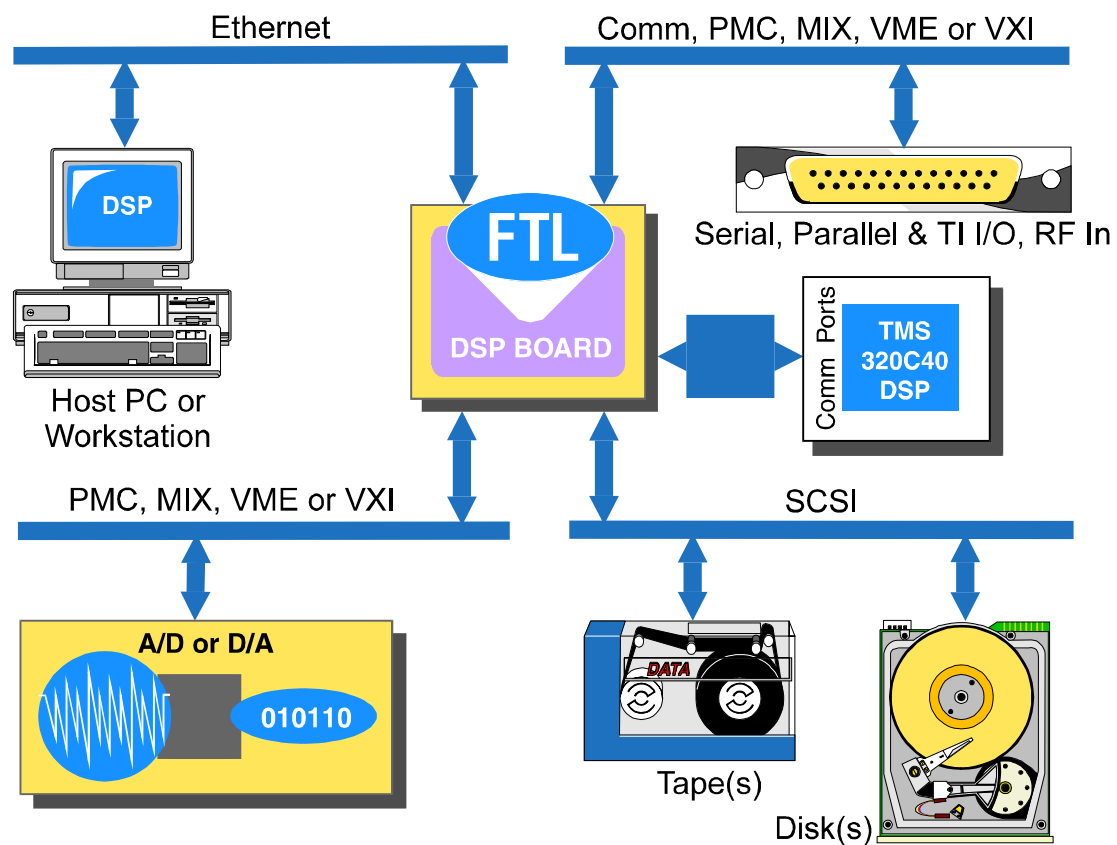 Ethernet
Comm, PMC, MIX, VME or VXI
DSP
FTL
DSP BOARD
Serial, Parallel & TI I/O, RF In
Comm Ports
TMS
320C40
DSP
Host PC or
Workstation
PMC, MIX, VME or VXI
SCSI
A/D or D/A
010110
DATA
Tape(s)
Disk(s)